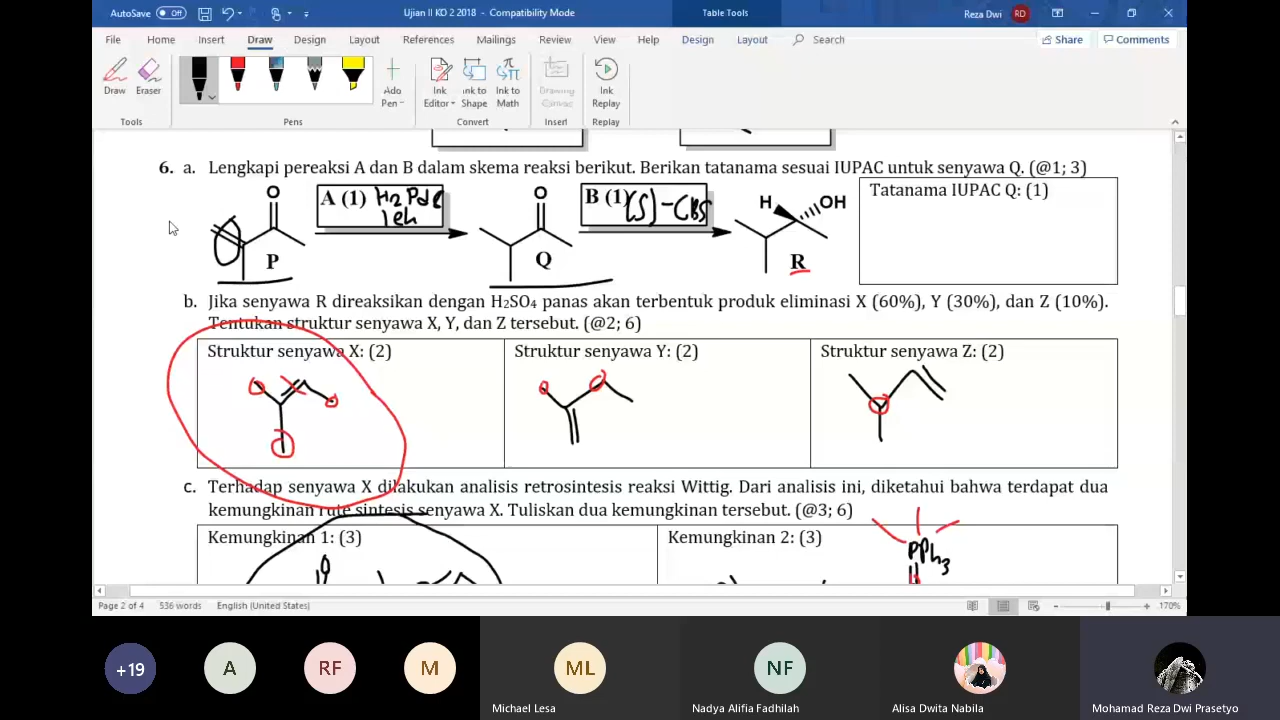 AutoSave Off
Ujian II KO 2 2018 - Compatibility Mode
Table Tools
Reza Dwi RD
File Home Insert Draw Design Layout References Mailings Review View Help Design Layout Search Share Comments
Draw Eraser Add Pen Ink Editor Ink to Shape Ink to Math Drawing Canvas Ink Replay
Tools Pens Convert Insert Replay
6. a. Lengkapi pereaksi A dan B dalam skema reaksi berikut. Berikan tatanama sesuai IUPAC untuk senyawa Q. (@1; 3)
O A (1) H2 Pd/C O B (1) (S)-CBS H OH Tatanama IUPAC Q: (1)
1 eh
P Q R
b. Jika senyawa R direaksikan dengan H₂SO₄ panas akan terbentuk produk eliminasi X (60%), Y (30%), dan Z (10%).
Tentukan struktur senyawa X, Y, dan Z tersebut. (@2; 6)
Struktur senyawa X: (2) Struktur senyawa Y: (2) Struktur senyawa Z: (2)
c. Terhadap senyawa X dilakukan analisis retrosintesis reaksi Wittig. Dari analisis ini, diketahui bahwa terdapat dua
kemungkinan rute sintesis senyawa X. Tuliskan dua kemungkinan tersebut. (@3; 6)
Kemungkinan 1: (3) Kemungkinan 2: (3)
O PPh3
Page 2 of 4 536 words English (United States) 170%
+19 A RF M ML NF
Michael Lesa Nadya Alifia Fadhilah Alisa Dwita Nabila Mohamad Reza Dwi Prasetyo